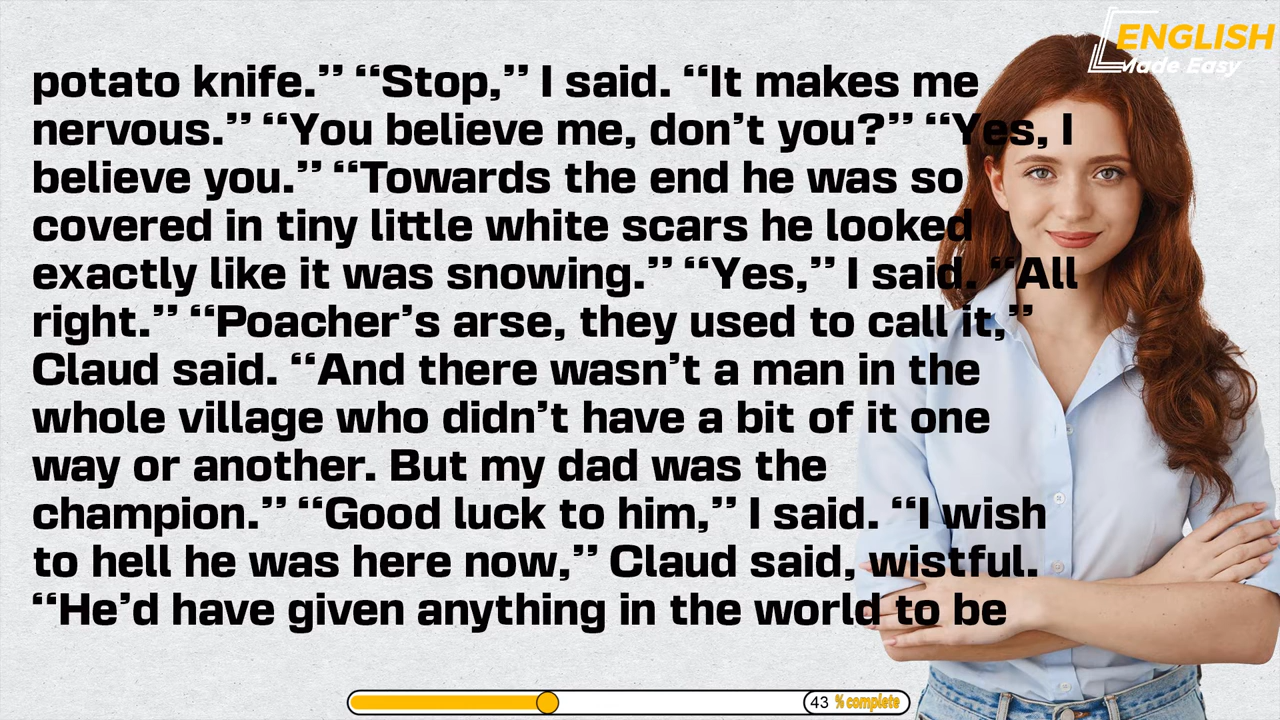 ENGLISH
Made Easy
potato knife.” “Stop,” I said. “It makes me
nervous.” “You believe me, don’t you?” “Yes, I
believe you.” “Towards the end he was so
covered in tiny little white scars he looked
exactly like it was snowing.” “Yes,” I said. “All
right.” “Poacher’s arse, they used to call it,”
Claud said. “And there wasn’t a man in the
whole village who didn’t have a bit of it one
way or another. But my dad was the
champion.” “Good luck to him,” I said. “I wish
to hell he was here now,” Claud said, wistful.
“He’d have given anything in the world to be
43 % complete